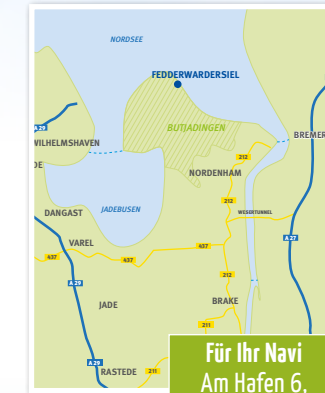 NORDSEE
FEDDERWARDERSIEL
BUTJADINGEN
A 29
WILHELMSHAVEN
BREMER
DE
212
NORDENHAM
212
DANGAST
JADEBUSEN
WESERTUNNEL
VAREL
437
A 27
437
437
A 29
212
JADE
BRAKE
211
Für Ihr Navi
A 29
RASTEDE
211
Am Hafen 6,